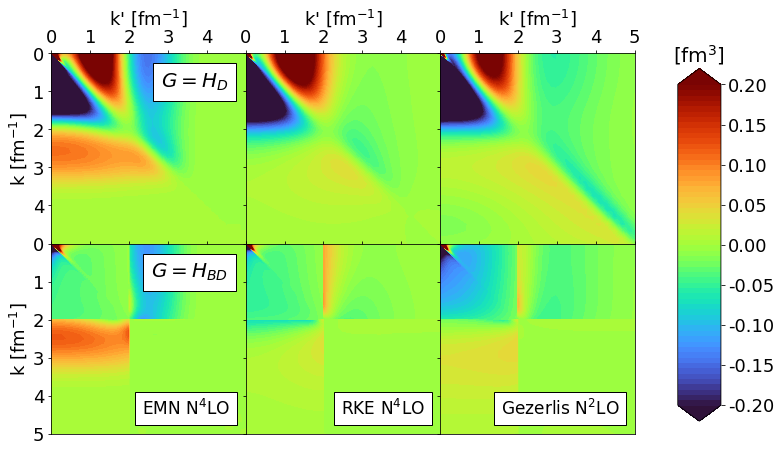 k' [fm⁻¹] k' [fm⁻¹] k' [fm⁻¹]
0 1 2 3 4 0 1 2 3 4 0 1 2 3 4 5
[fm³]
0
1
2
3
4
k [fm⁻¹]
G = H_D
0
1
2
3
4
5
k [fm⁻¹]
G = H_BD
EMN N⁴LO RKE N⁴LO Gezerlis N²LO
0.20
0.15
0.10
0.05
0.00
-0.05
-0.10
-0.15
-0.20